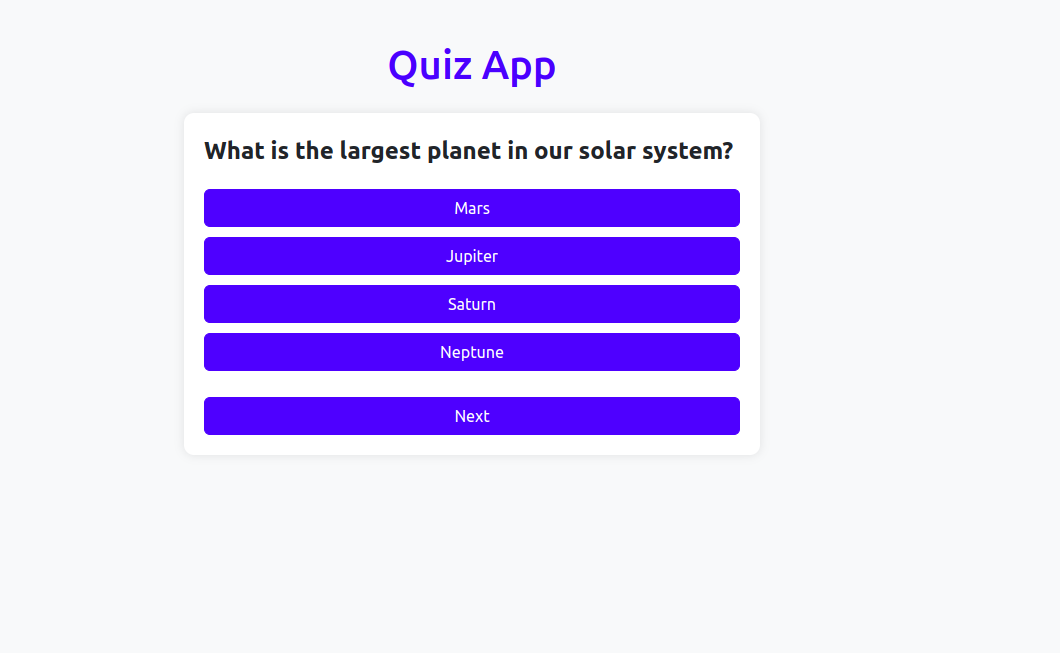 Quiz App
What is the largest planet in our solar system?
Mars
Jupiter
Saturn
Neptune
Next